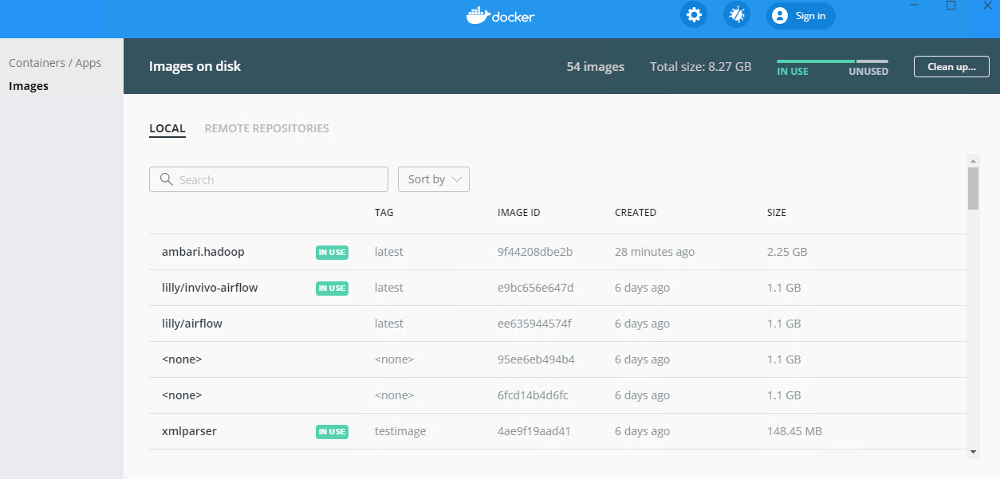 docker
Sign in
Containers / Apps
Images
Images on disk
54 images
Total size: 8.27 GB
IN USE
UNUSED
Clean up...
LOCAL
REMOTE REPOSITORIES
Search
Sort by
TAG IMAGE ID CREATED SIZE
ambari.hadoop IN USE latest 9f44208dbe2b 28 minutes ago 2.25 GB
lilly/invivo-airflow IN USE latest e9bc656e647d 6 days ago 1.1 GB
lilly/airflow latest ee635944574f 6 days ago 1.1 GB
<none> <none> 95ee6eb494b4 6 days ago 1.1 GB
<none> <none> 6fcd14b4d6fc 6 days ago 1.1 GB
xmlparser IN USE testimage 4ae9f19aad41 6 days ago 148.45 MB